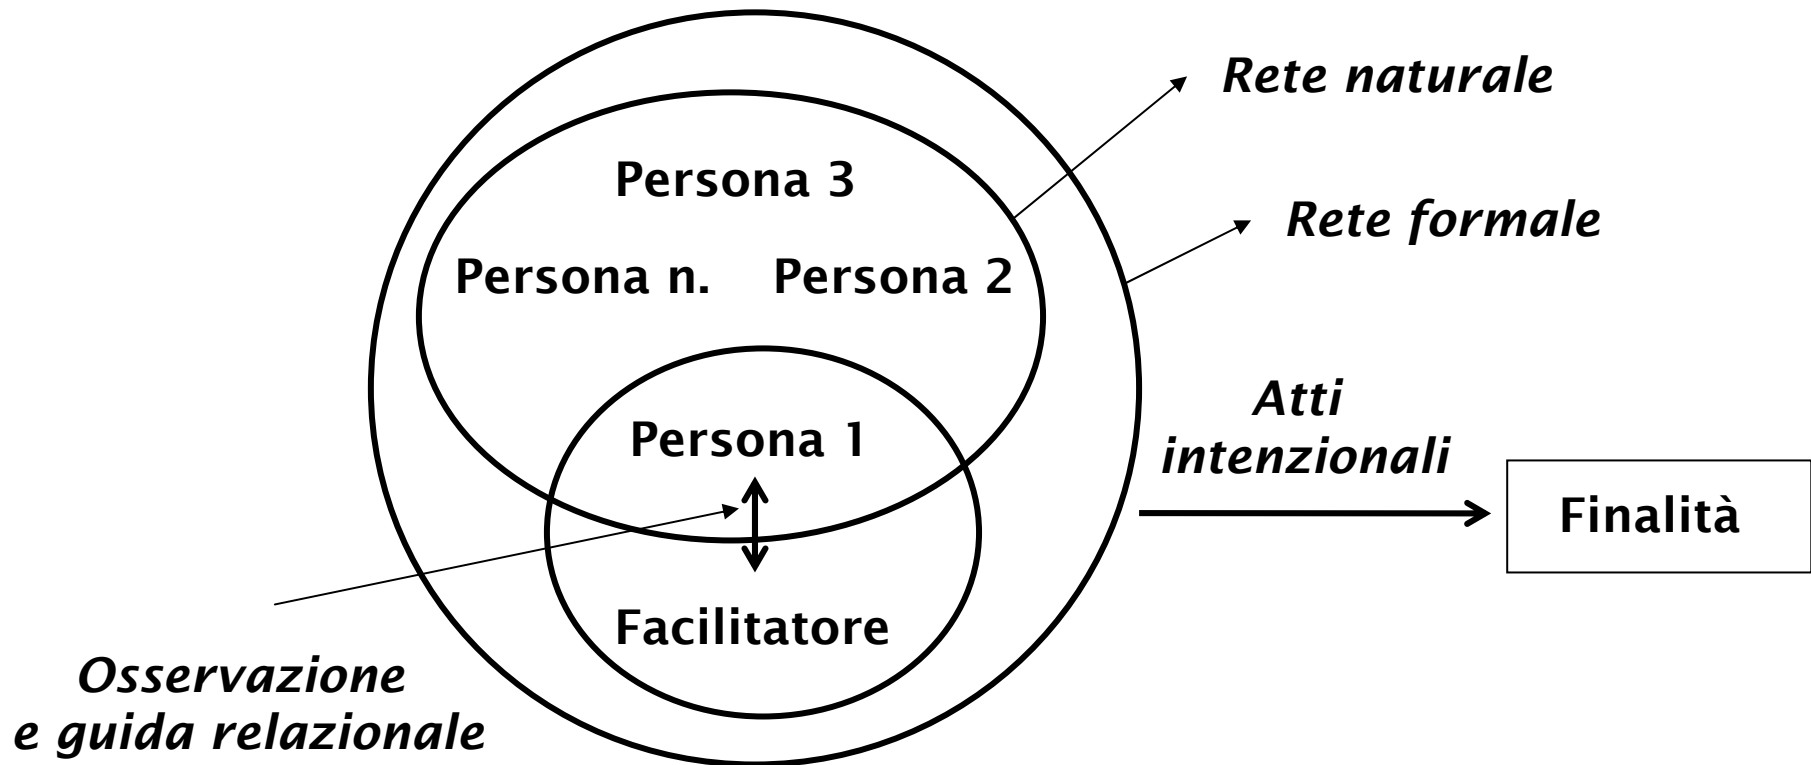 Rete naturale
Persona 3
Rete formale
Persona n.
Persona 2
Atti
intenzionali
Persona 1
Finalità
Facilitatore
Osservazione
e guida relazionale